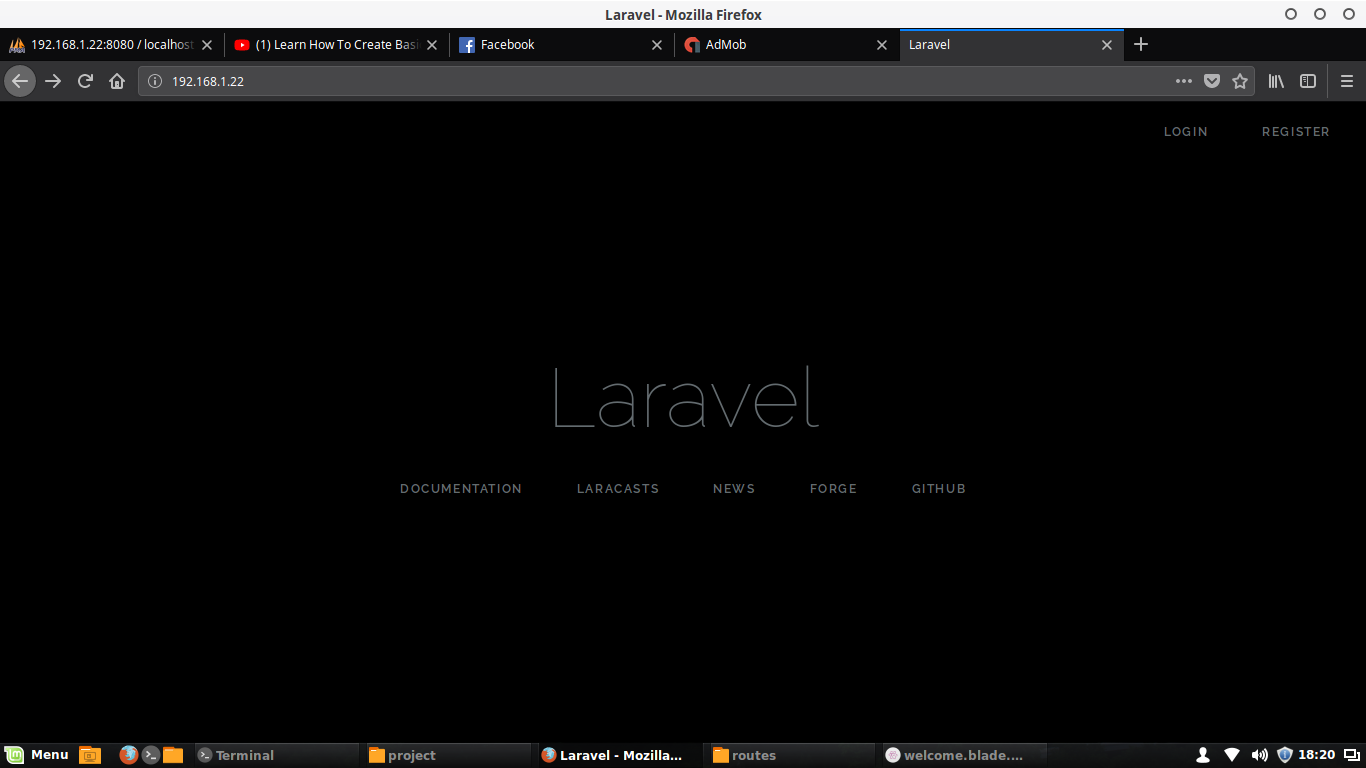 Laravel - Mozilla Firefox
192.168.1.22:8080 / localhost
(1) Learn How To Create Basi
Facebook
AdMob
Laravel
192.168.1.22
LOGIN REGISTER
Laravel
DOCUMENTATION LARACASTS NEWS FORGE GITHUB
Menu Terminal project Laravel - Mozilla... routes welcome.blade.... 18:20